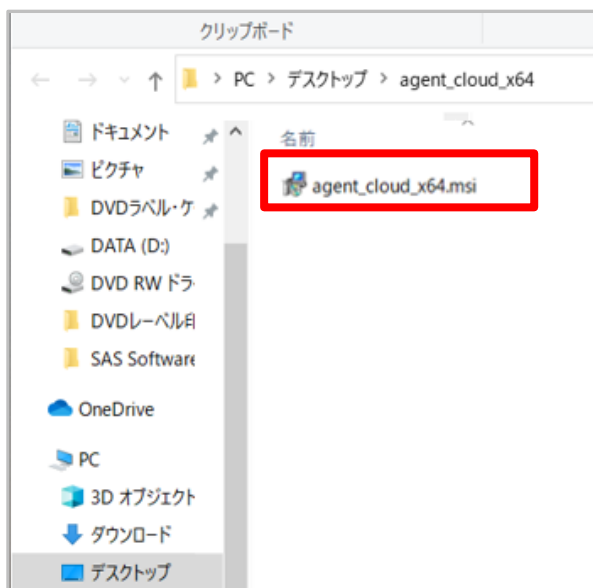 クリップボード
PC > デスクトップ > agent_cloud_x64
ドキュメント
ピクチャ
DVDラベル・ケ
DATA (D:)
DVD RW ドラ
DVDレーベル印
SAS Software
OneDrive
PC
3D オブジェクト
ダウンロード
デスクトップ
名前
agent_cloud_x64.msi